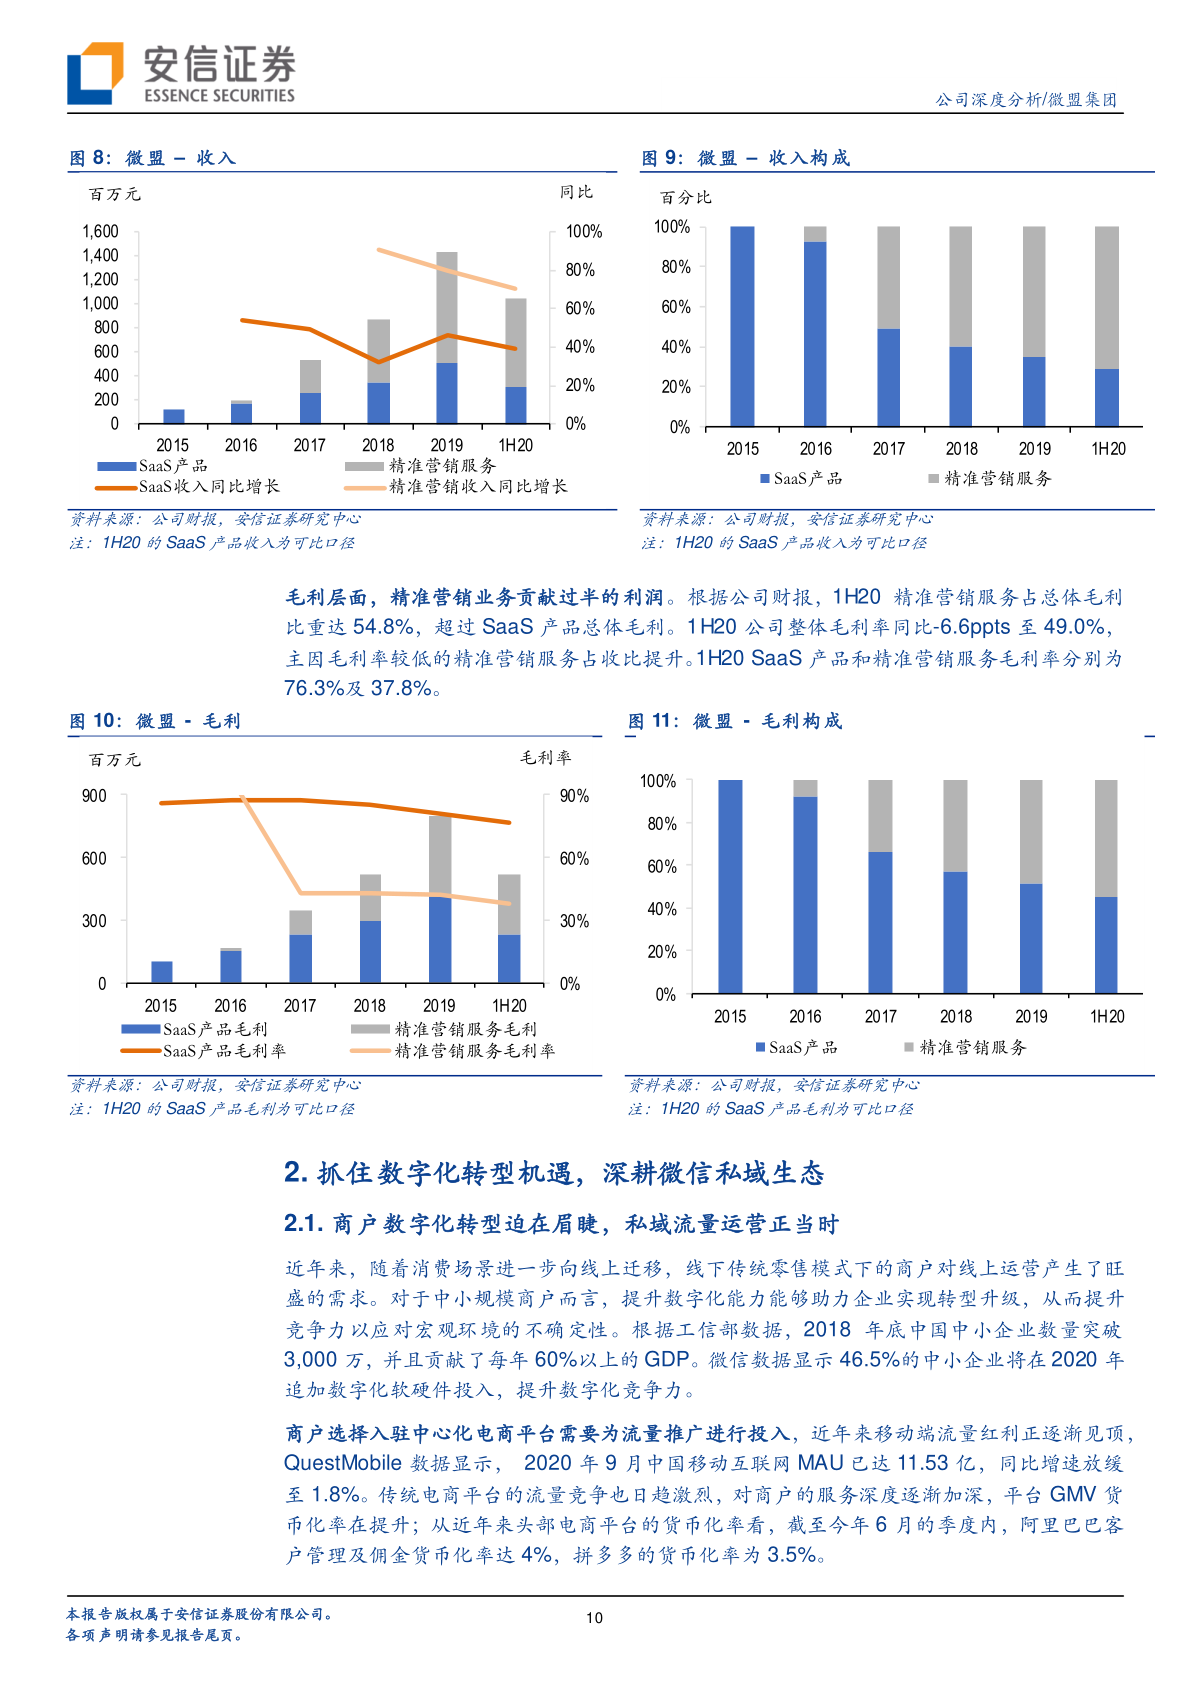 安信证券
ESSENCE SECURITIES
公司深度分析/微盟集团
图 8：微盟 – 收入
百万元
同比
1,600
1,400
1,200
1,000
800
600
400
200
0
100%
80%
60%
40%
20%
0%
2015 2016 2017 2018 2019 1H20
SaaS产品 精准营销服务
SaaS收入同比增长 精准营销收入同比增长
资料来源：公司财报，安信证券研究中心
注：1H20 的 SaaS 产品收入为可比口径
图 9：微盟 – 收入构成
百分比
100%
80%
60%
40%
20%
0%
2015 2016 2017 2018 2019 1H20
SaaS产品 精准营销服务
资料来源：公司财报，安信证券研究中心
注：1H20 的 SaaS 产品收入为可比口径
毛利层面，精准营销业务贡献过半的利润。根据公司财报，1H20 精准营销服务占总体毛利
比重达 54.8%，超过 SaaS 产品总体毛利。1H20 公司整体毛利率同比-6.6ppts 至 49.0%，
主因毛利率较低的精准营销服务占收比提升。1H20 SaaS 产品和精准营销服务毛利率分别为
76.3%及 37.8%。
图 10：微盟 - 毛利
百万元
毛利率
900
600
300
0
90%
60%
30%
0%
2015 2016 2017 2018 2019 1H20
SaaS产品毛利 精准营销服务毛利
SaaS产品毛利率 精准营销服务毛利率
资料来源：公司财报，安信证券研究中心
注：1H20 的 SaaS 产品毛利为可比口径
图 11：微盟 - 毛利构成
100%
80%
60%
40%
20%
0%
2015 2016 2017 2018 2019 1H20
SaaS产品 精准营销服务
资料来源：公司财报，安信证券研究中心
注：1H20 的 SaaS 产品毛利为可比口径
2. 抓住数字化转型机遇，深耕微信私域生态
2.1. 商户数字化转型迫在眉睫，私域流量运营正当时
近年来，随着消费场景进一步向线上迁移，线下传统零售模式下的商户对线上运营产生了旺
盛的需求。对于中小规模商户而言，提升数字化能力能够助力企业实现转型升级，从而提升
竞争力以应对宏观环境的不确定性。根据工信部数据，2018 年底中国中小企业数量突破
3,000 万，并且贡献了每年 60%以上的 GDP。微信数据显示 46.5%的中小企业将在 2020 年
追加数字化软硬件投入，提升数字化竞争力。
商户选择入驻中心化电商平台需要为流量推广进行投入，近年来移动端流量红利正逐渐见顶，
QuestMobile 数据显示， 2020 年 9 月中国移动互联网 MAU 已达 11.53 亿，同比增速放缓
至 1.8%。传统电商平台的流量竞争也日趋激烈，对商户的服务深度逐渐加深，平台 GMV 货
币化率在提升；从近年来头部电商平台的货币化率看，截至今年 6 月的季度内，阿里巴巴客
户管理及佣金货币化率达 4%，拼多多的货币化率为 3.5%。
本报告版权属于安信证券股份有限公司。
各项声明请参见报告尾页。
10